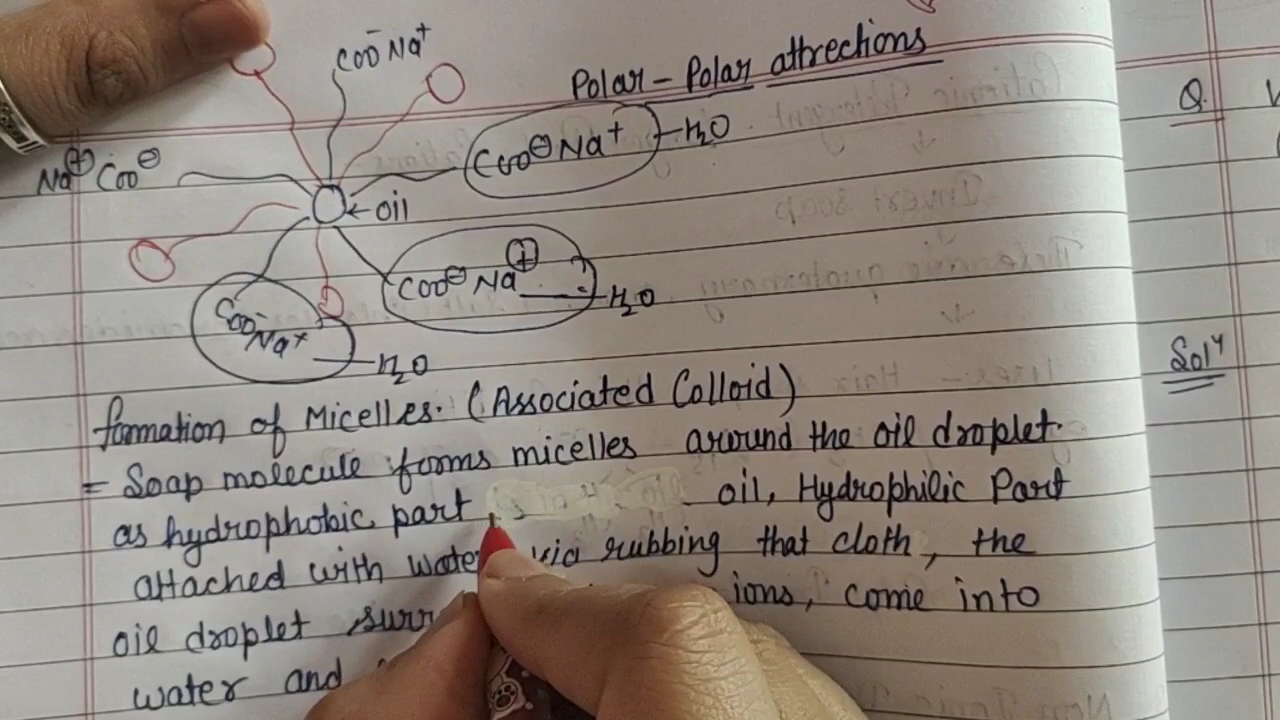 COO⁻Na⁺
Polar-Polar attrections
COO⊖Na⁺ H₂O
Na⊕ COO⊖
oil
COO⊖ Na⊕ H₂O
COO⁻Na⁺ H₂O
formation of Micelles. (Associated Colloid)
= Soap molecule forms micelles around the oil droplet.
as hydrophobic part oil, Hydrophilic Part
attached with water via rubbing that cloth, the
oil droplet ions, come into
water and
Q.
Solⁿ